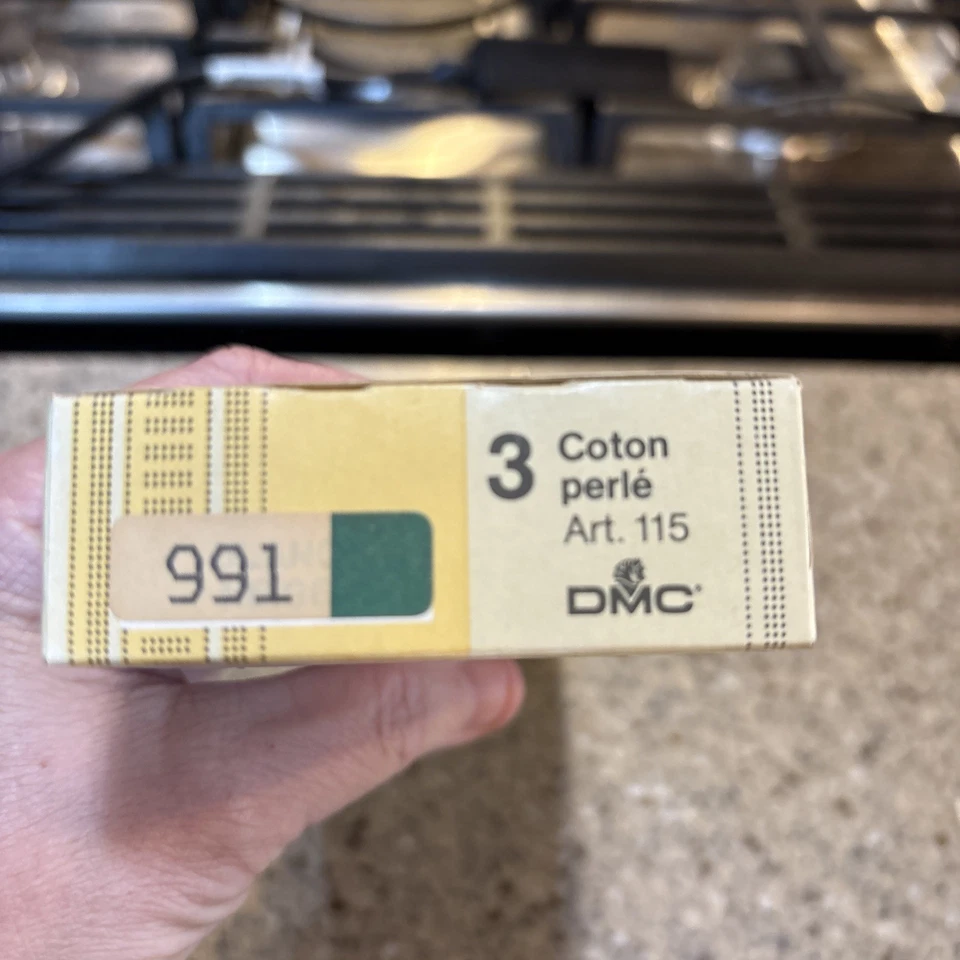 991
3 Coton
perlé
Art. 115
DMC®